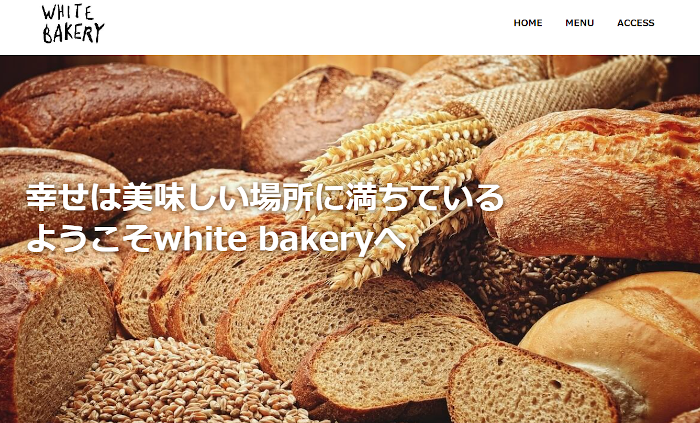 WHITE
BAKERY
HOME MENU ACCESS
幸せは美味しい場所に満ちている
ようこそwhite bakeryへ